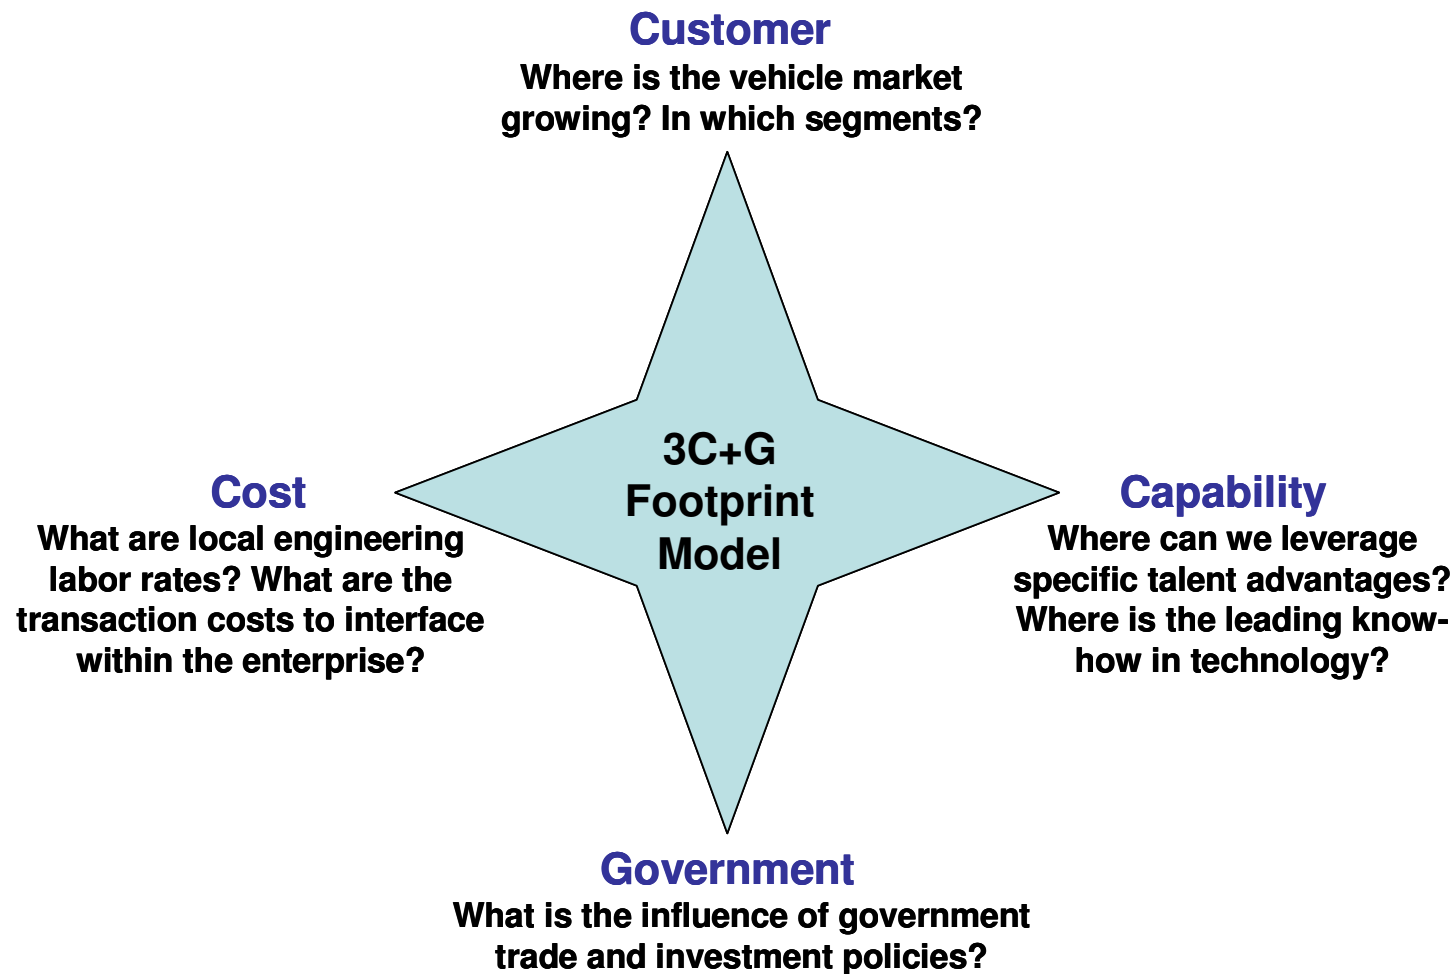 Customer
Where is the vehicle market
growing? In which segments?
3C+G
Footprint
Model
Cost
What are local engineering
labor rates? What are the
transaction costs to interface
within the enterprise?
Capability
Where can we leverage
specific talent advantages?
Where is the leading know-
how in technology?
Government
What is the influence of government
trade and investment policies?